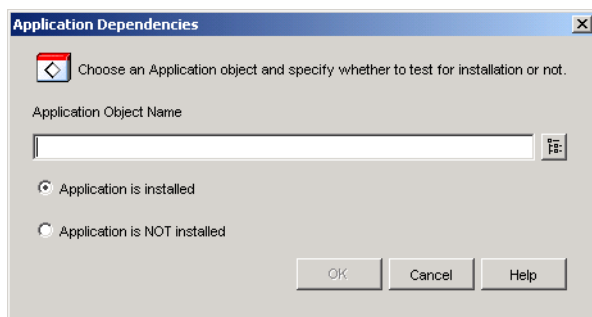 Application Dependencies
Choose an Application object and specify whether to test for installation or not.
Application Object Name
Application is installed
Application is NOT installed
OK Cancel Help